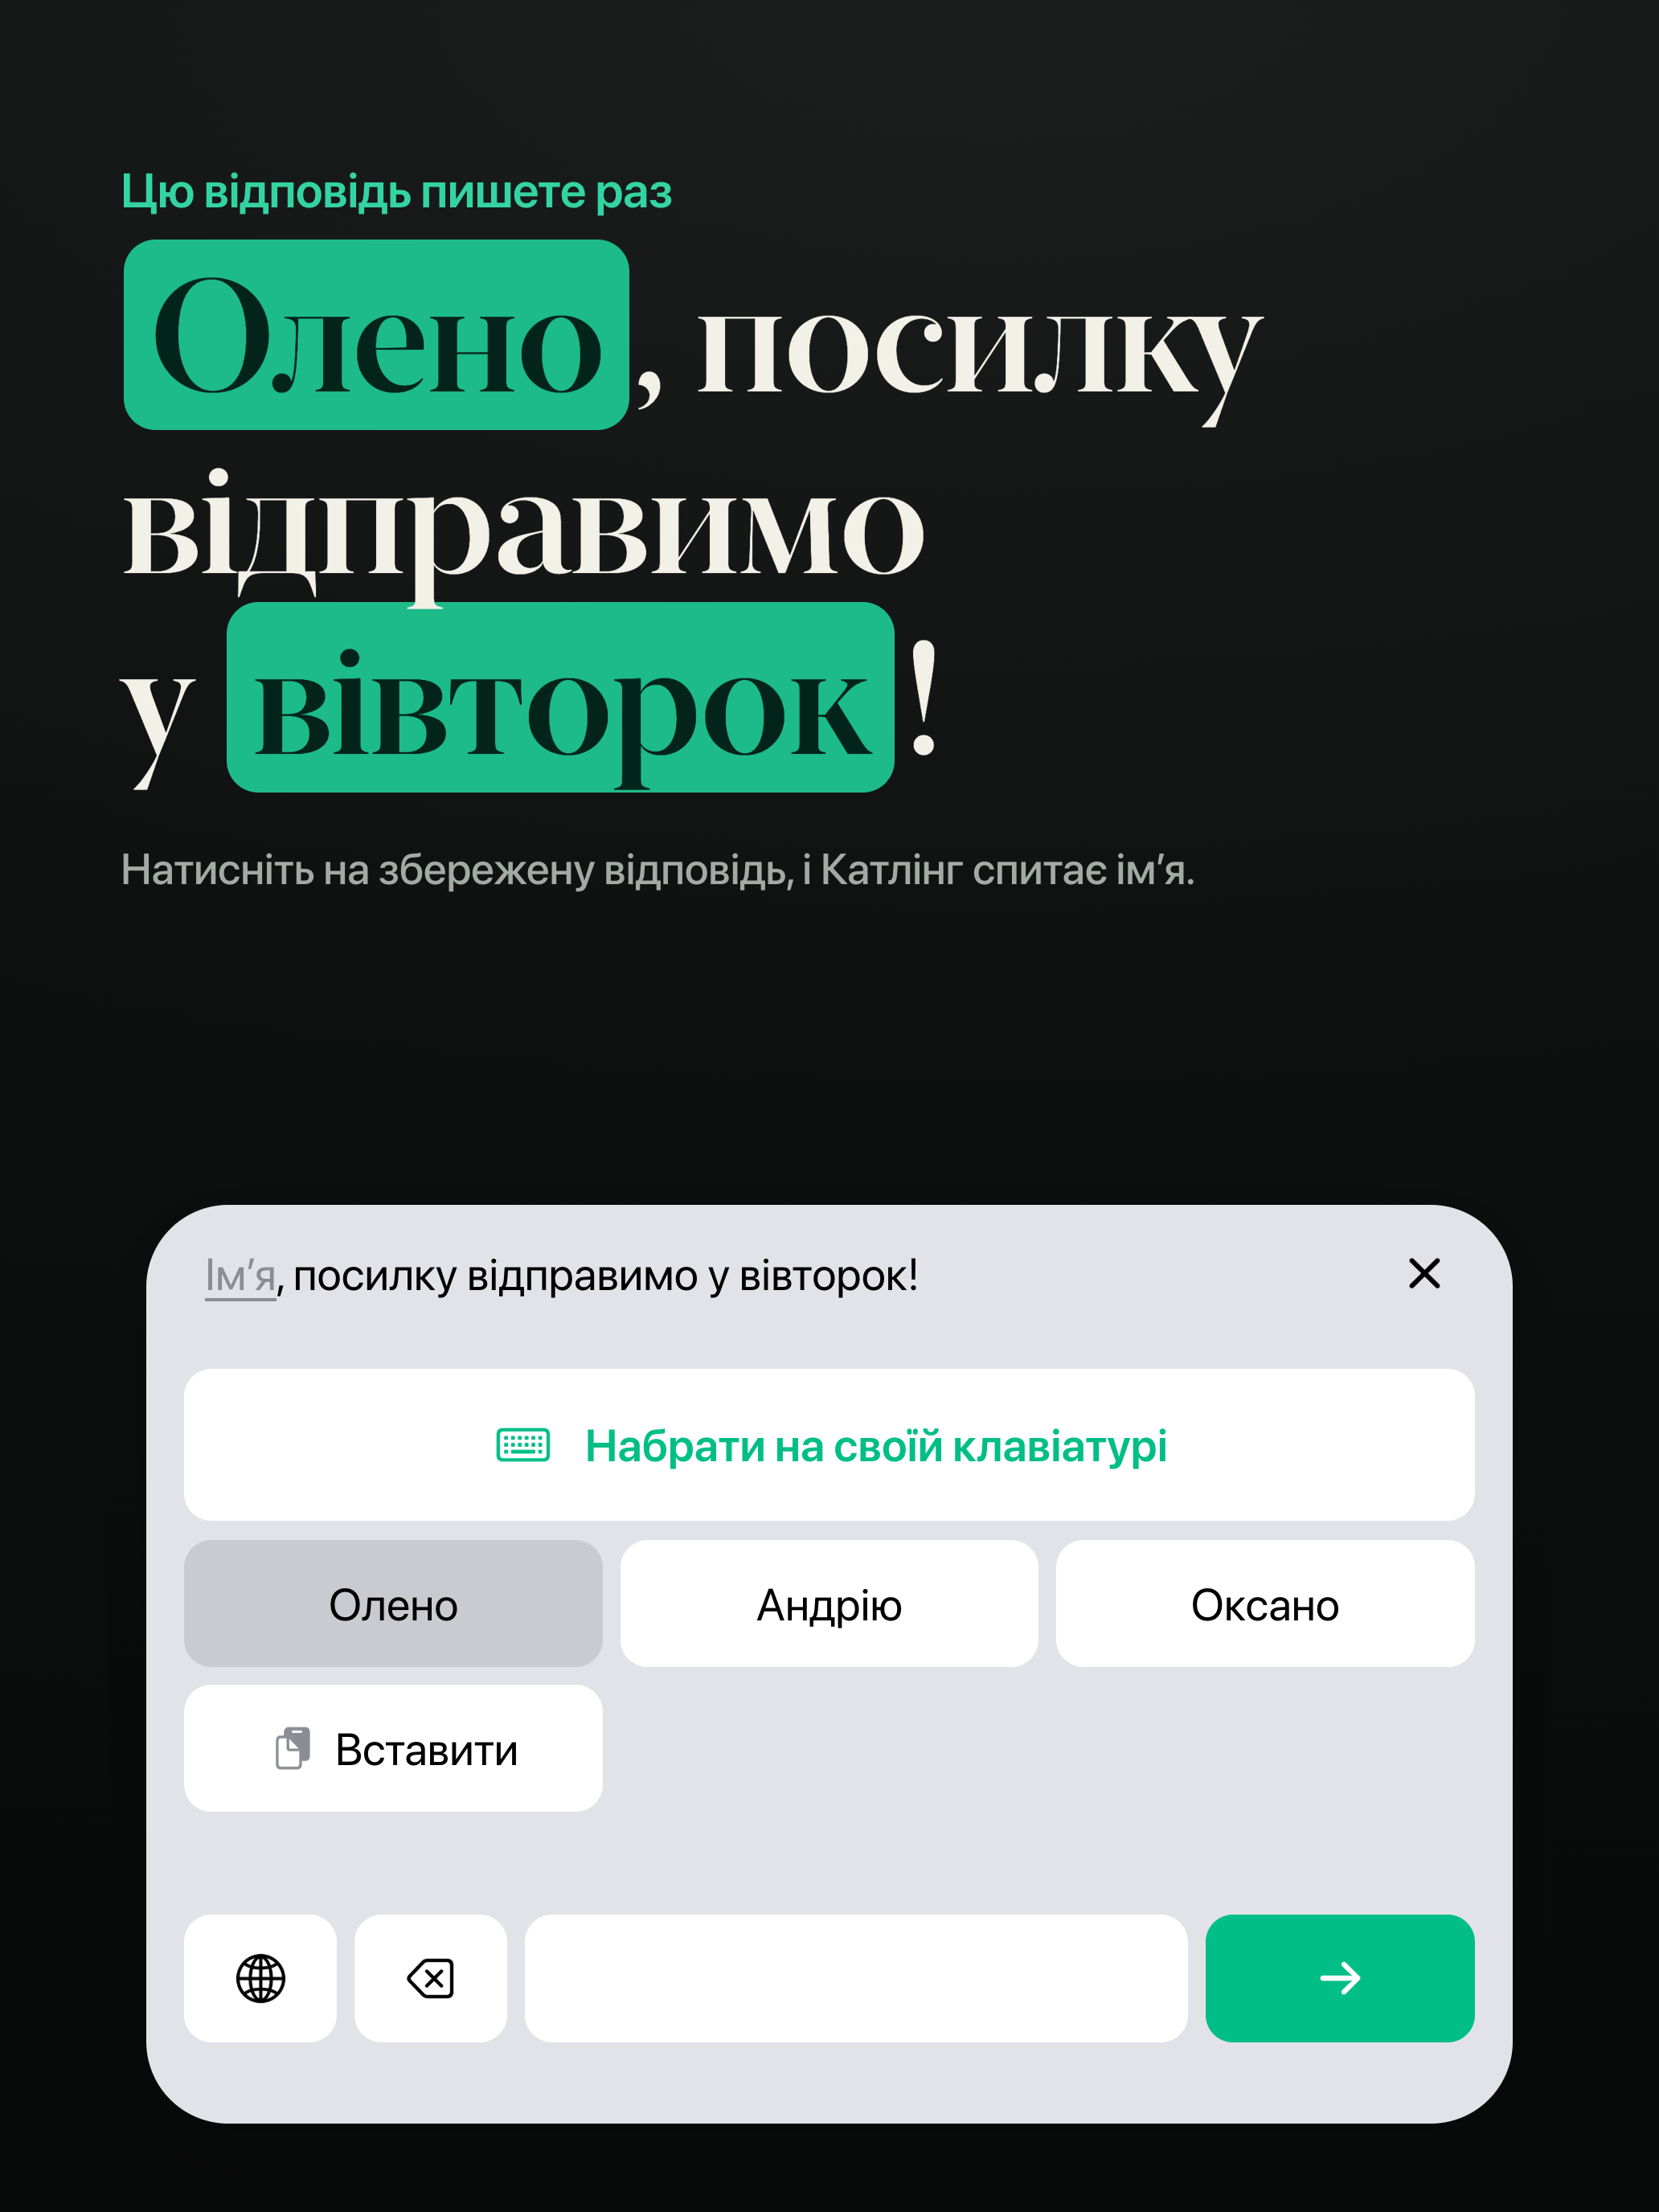 Цю відповідь пишете раз
Олено, посилку
відправимо
у вівторок!
Натисніть на збережену відповідь, і Катлінг спитає ім’я.
Ім’я, посилку відправимо у вівторок!
Набрати на своїй клавіатурі
Олено Андрію Оксано
Вставити